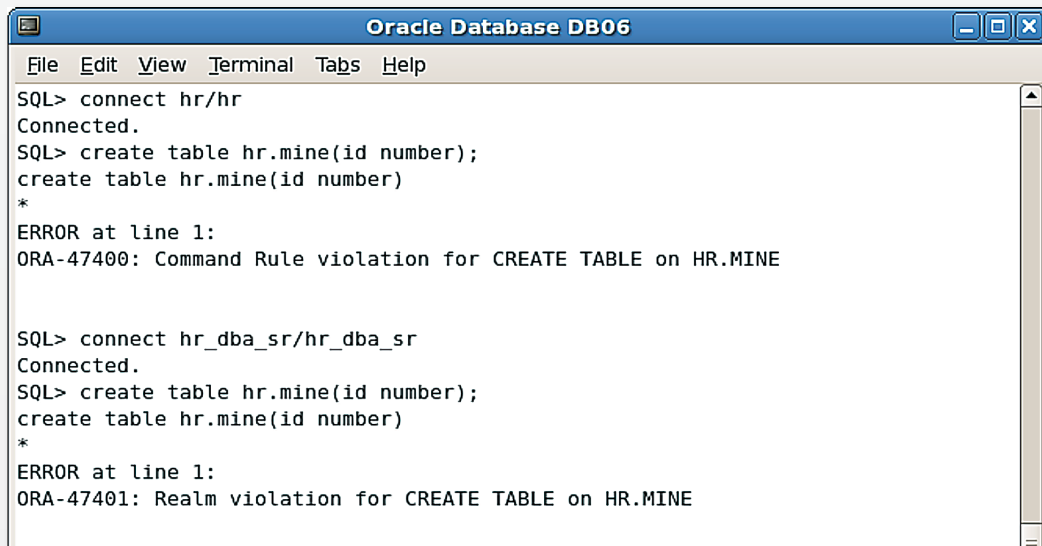 Oracle Database DB06
File Edit View Terminal Tabs Help
SQL> connect hr/hr
Connected.
SQL> create table hr.mine(id number);
create table hr.mine(id number)
*
ERROR at line 1:
ORA-47400: Command Rule violation for CREATE TABLE on HR.MINE
SQL> connect hr_dba_sr/hr_dba_sr
Connected.
SQL> create table hr.mine(id number);
create table hr.mine(id number)
*
ERROR at line 1:
ORA-47401: Realm violation for CREATE TABLE on HR.MINE